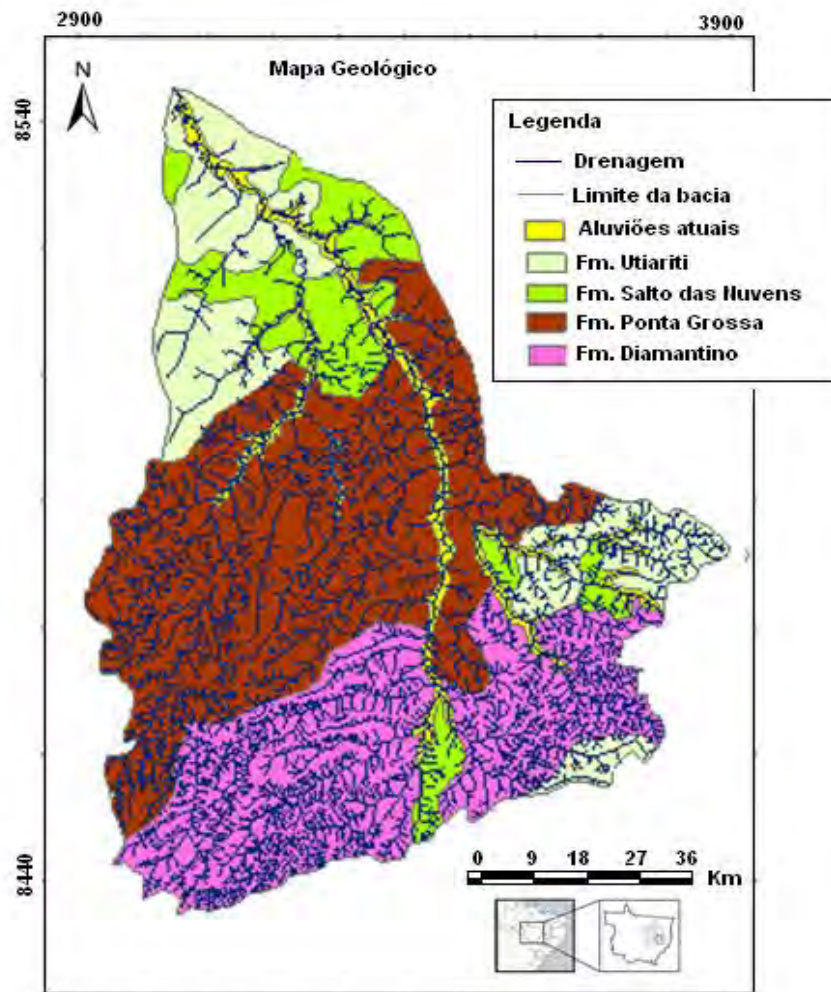 2900
3900
N
Mapa Geológico
8540
Legenda
Drenagem
Limite da bacia
Aluviões atuais
Fm. Utiariti
Fm. Salto das Nuvens
Fm. Ponta Grossa
Fm. Diamantino
8440
0 9 18 27 36
Km